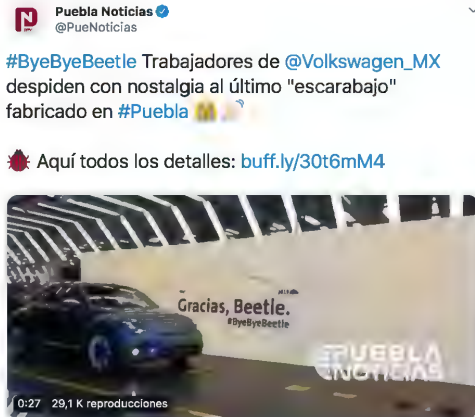 Puebla Noticias
@PueNoticias
#ByeByeBeetle Trabajadores de @Volkswagen_MX
despiden con nostalgia al último "escarabajo"
fabricado en #Puebla
Aquí todos los detalles: buff.ly/30t6mM4
Gracias, Beetle.
#ByeByeBeetle
PUEBLA
NOTICIAS
0:27 29,1 K reproducciones